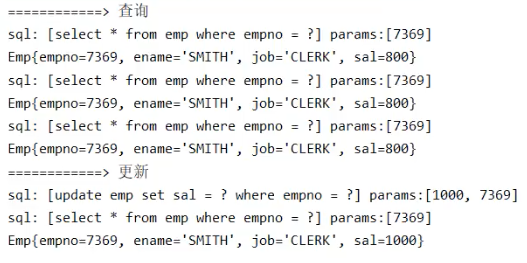 ============> 查询
sql: [select * from emp where empno = ?] params:[7369]
Emp{empno=7369, ename='SMITH', job='CLERK', sal=800}
sql: [select * from emp where empno = ?] params:[7369]
Emp{empno=7369, ename='SMITH', job='CLERK', sal=800}
sql: [select * from emp where empno = ?] params:[7369]
Emp{empno=7369, ename='SMITH', job='CLERK', sal=800}
============> 更新
sql: [update emp set sal = ? where empno = ?] params:[1000, 7369]
sql: [select * from emp where empno = ?] params:[7369]
Emp{empno=7369, ename='SMITH', job='CLERK', sal=1000}